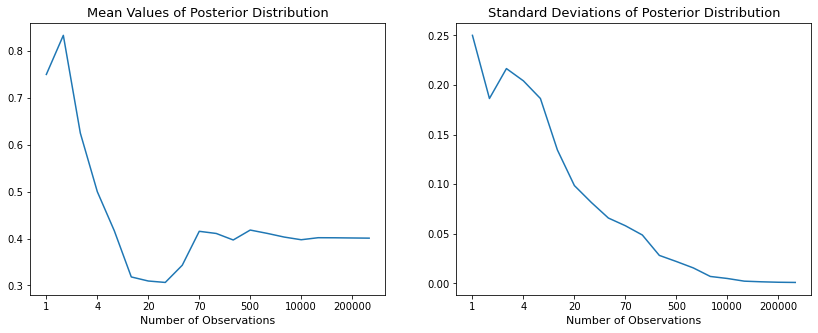 Mean Values of Posterior Distribution
0.8
0.7
0.6
0.5
0.4
0.3
1 4 20 70 500 10000 200000
Number of Observations
Standard Deviations of Posterior Distribution
0.25
0.20
0.15
0.10
0.05
0.00
1 4 20 70 500 10000 200000
Number of Observations